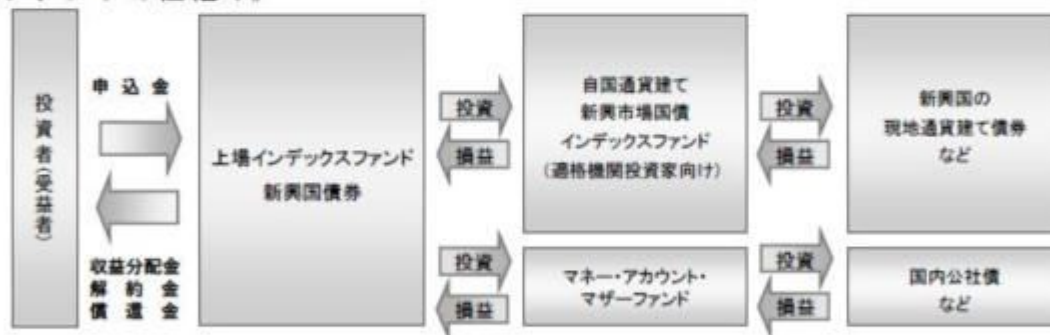 投資者(受益者)
申込金
収益分配金
解約金
償還金
上場インデックスファンド
新興国債券
投資
損益
投資
損益
自国通貨建て
新興市場国債
インデックスファンド
(適格機関投資家向け)
マネー・アカウント・
マザーファンド
投資
損益
投資
損益
新興国の
現地通貨建て債券
など
国内公社債
など